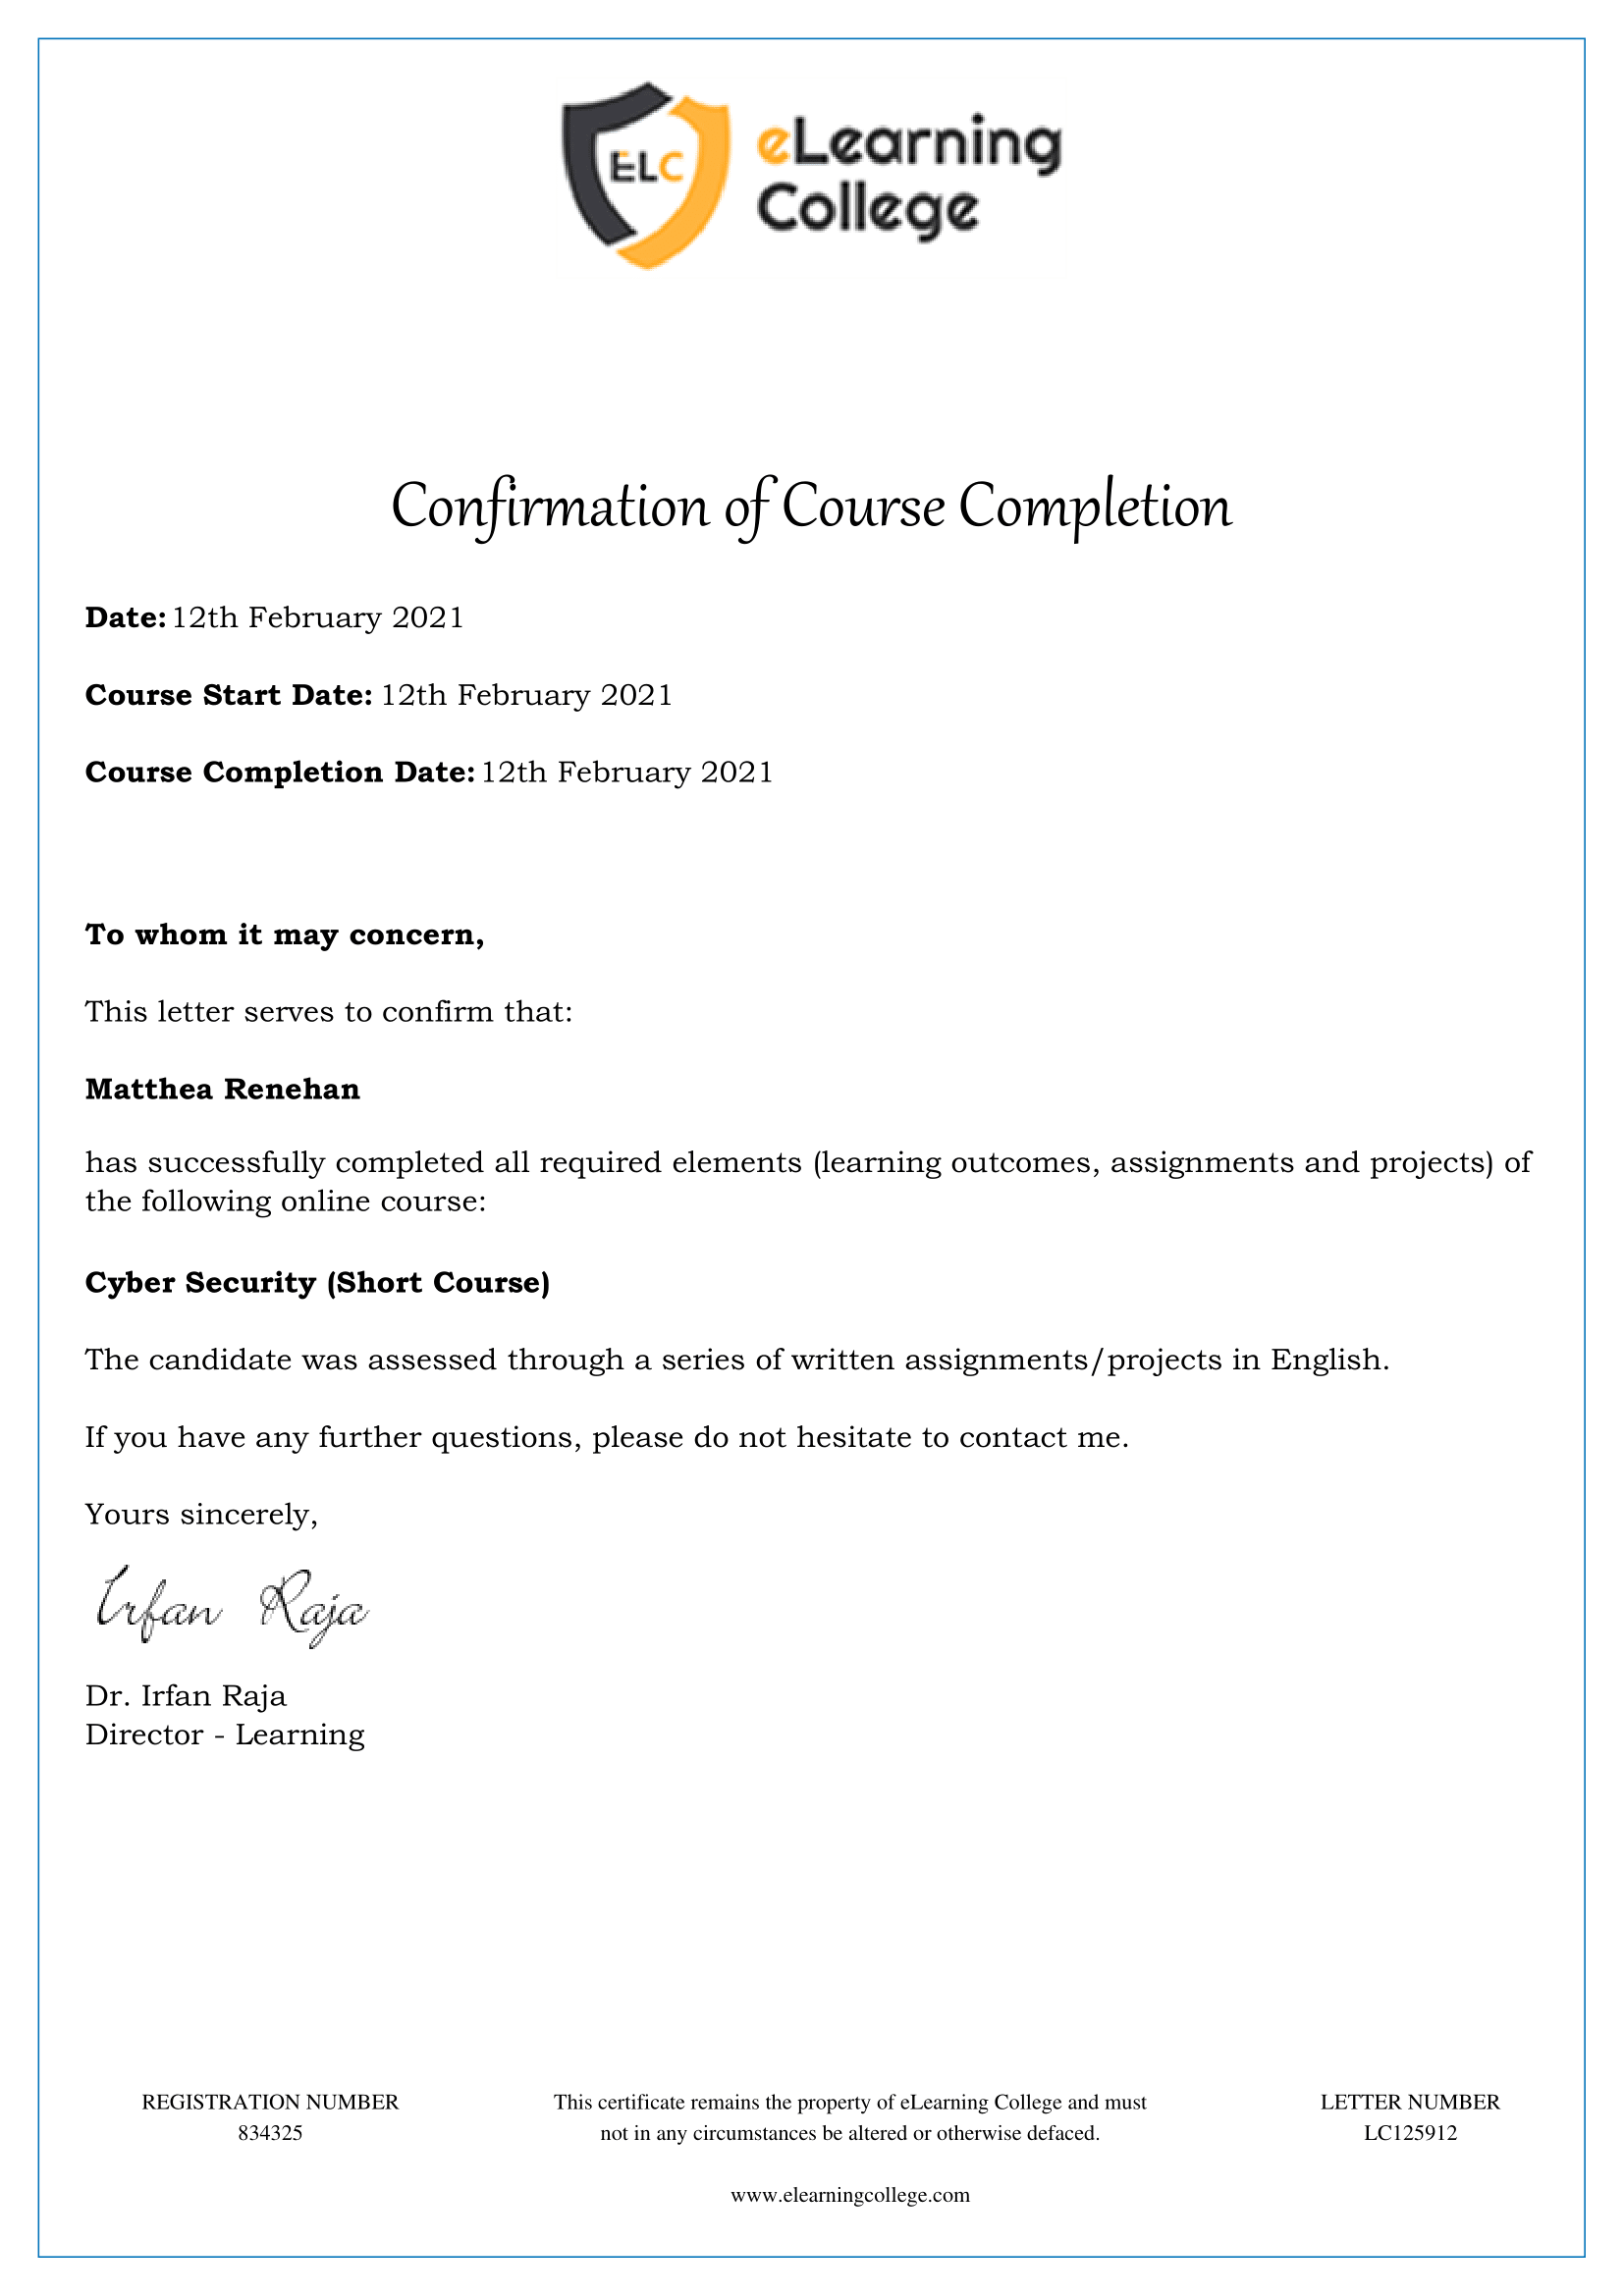 ELC
eLearning
College
Confirmation of Course Completion
Date: 12th February 2021
Course Start Date: 12th February 2021
Course Completion Date: 12th February 2021
To whom it may concern,
This letter serves to confirm that:
Matthea Renehan
has successfully completed all required elements (learning outcomes, assignments and projects) of
the following online course:
Cyber Security (Short Course)
The candidate was assessed through a series of written assignments/projects in English.
If you have any further questions, please do not hesitate to contact me.
Yours sincerely,
Irfan Raja
Dr. Irfan Raja
Director - Learning
REGISTRATION NUMBER
834325
This certificate remains the property of eLearning College and must
not in any circumstances be altered or otherwise defaced.
www.elearningcollege.com
LETTER NUMBER
LC125912